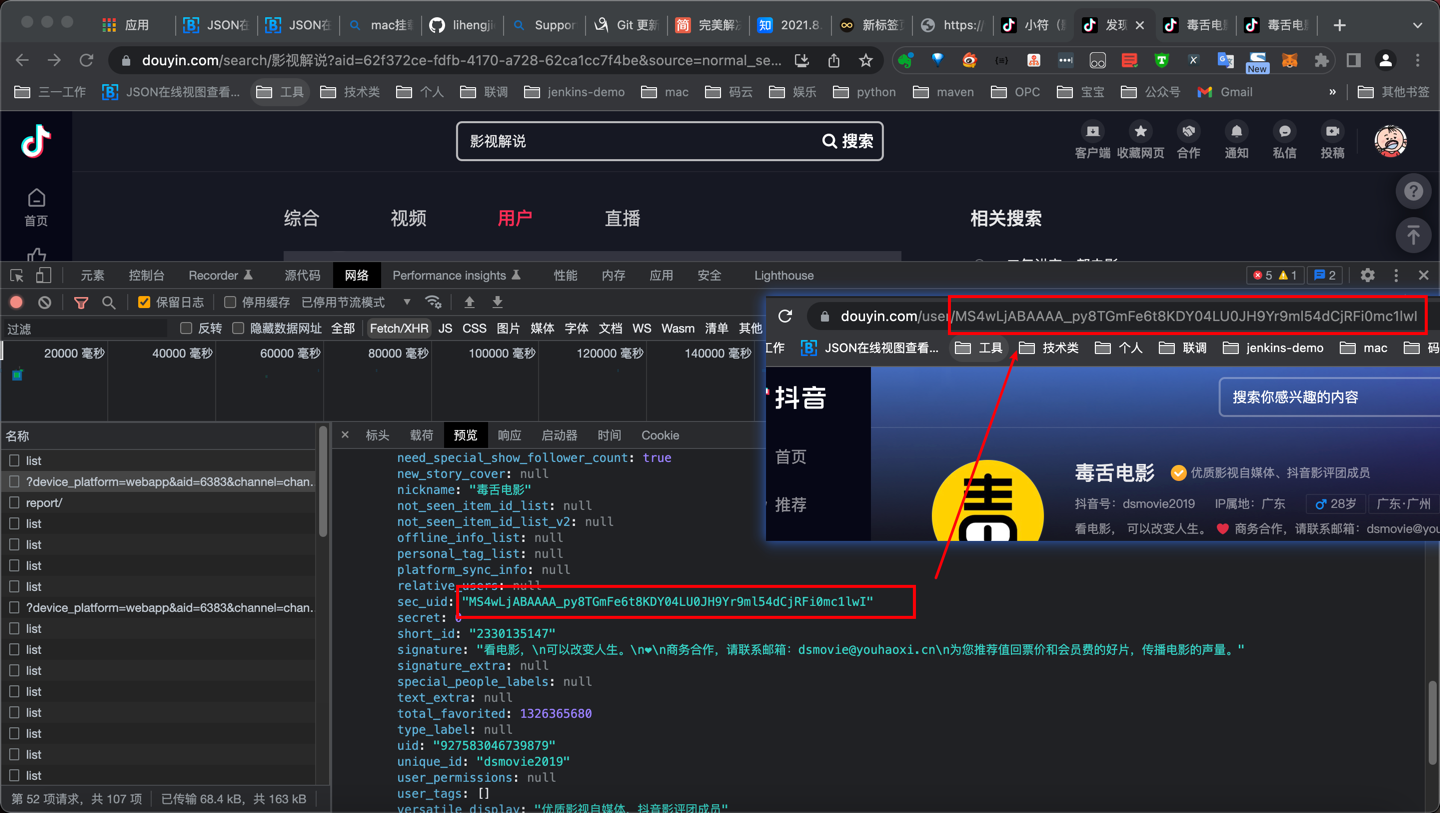 应用
JSON在
JSON在
mac挂载
lihengji
Suppor
Git 更新
完美解决
2021.8.
新标签页
https:/
小符（
发现
毒舌电影
毒舌电影
douyin.com/search/影视解说?aid=62f372ce-fdfb-4170-a728-62ca1cc7f4be&source=normal_se...
New
三一工作
JSON在线视图查看...
工具
技术类
个人
联调
jenkins-demo
mac
码云
娱乐
python
maven
OPC
宝宝
公众号
Gmail
»
其他书签
影视解说
搜索
客户端
收藏网页
合作
通知
私信
投稿
首页
综合
视频
用户
直播
相关搜索
元素
控制台
Recorder
源代码
网络
Performance insights
性能
内存
应用
安全
Lighthouse
5
1
2
保留日志
停用缓存
已停用节流模式
过滤
反转
隐藏数据网址
全部
Fetch/XHR
JS
CSS
图片
媒体
字体
文档
WS
Wasm
清单
其他
20000 毫秒
40000 毫秒
60000 毫秒
80000 毫秒
100000 毫秒
120000 毫秒
140000 毫秒
douyin.com/user/MS4wLjABAAAA_py8TGmFe6t8KDY04LU0JH9Yr9ml54dCjRFi0mc1lwI
工作
JSON在线视图查看...
工具
技术类
个人
联调
jenkins-demo
mac
码
抖音
搜索你感兴趣的内容
首页
推荐
毒
毒舌电影
优质影视自媒体、抖音影评团成员
抖音号：dsmovie2019
IP属地：广东
♂ 28岁
广东·广州
看电影， 可以改变人生。 ❤ 商务合作，请联系邮箱：dsmovie@you
名称
list
?device_platform=webapp&aid=6383&channel=chan...
report/
list
list
list
list
?device_platform=webapp&aid=6383&channel=chan...
list
list
list
list
list
list
list
list
第 52 项请求，共 107 项
已传输 68.4 kB，共 163 kB
标头
载荷
预览
响应
启动器
时间
Cookie
need_special_show_follower_count: true
new_story_cover: null
nickname: "毒舌电影"
not_seen_item_id_list: null
not_seen_item_id_list_v2: null
offline_info_list: null
personal_tag_list: null
platform_sync_info: null
relative_users: null
sec_uid: "MS4wLjABAAAA_py8TGmFe6t8KDY04LU0JH9Yr9ml54dCjRFi0mc1lwI"
secret: 0
short_id: "2330135147"
signature: "看电影，\n可以改变人生。\n❤\n商务合作，请联系邮箱：dsmovie@youhaoxi.cn\n为您推荐值回票价和会员费的好片，传播电影的声量。"
signature_extra: null
special_people_labels: null
text_extra: null
total_favorited: 1326365680
type_label: null
uid: "927583046739879"
unique_id: "dsmovie2019"
user_permissions: null
user_tags: []
versatile_display: "优质影视自媒体、抖音影评团成员"